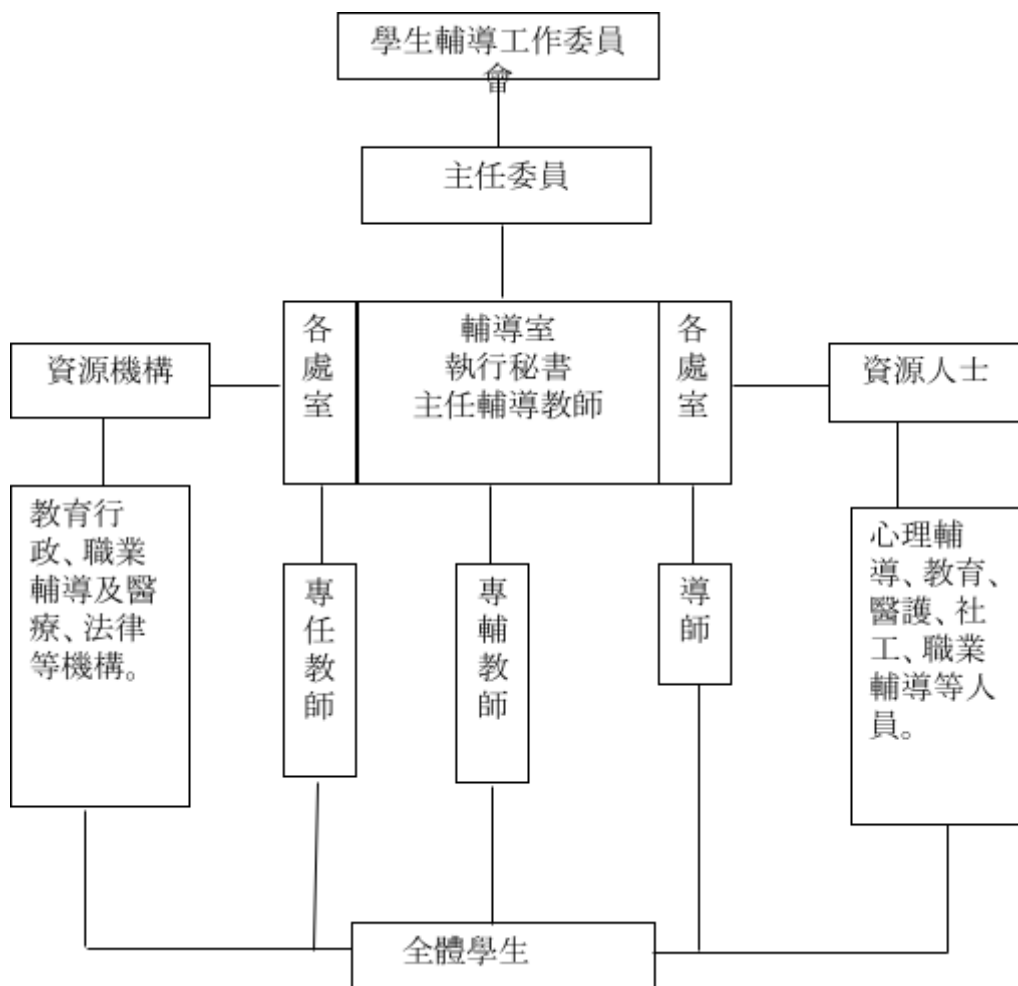 學生輔導工作委員
會
主任委員
各
處
室
輔導室
執行秘書
主任輔導教師
各
處
室
資源機構
資源人士
教育行
政、職業
輔導及醫
療、法律
等機構。
專
任
教
師
專
輔
教
師
導
師
心理輔
導、教育、
醫護、社
工、職業
輔導等人
員。
全體學生